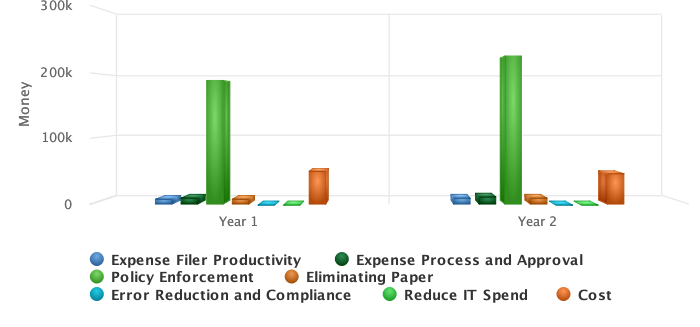 300k
200k
100k
0
Money
Year 1 Year 2
Expense Filer Productivity Expense Process and Approval
Policy Enforcement Eliminating Paper
Error Reduction and Compliance Reduce IT Spend Cost